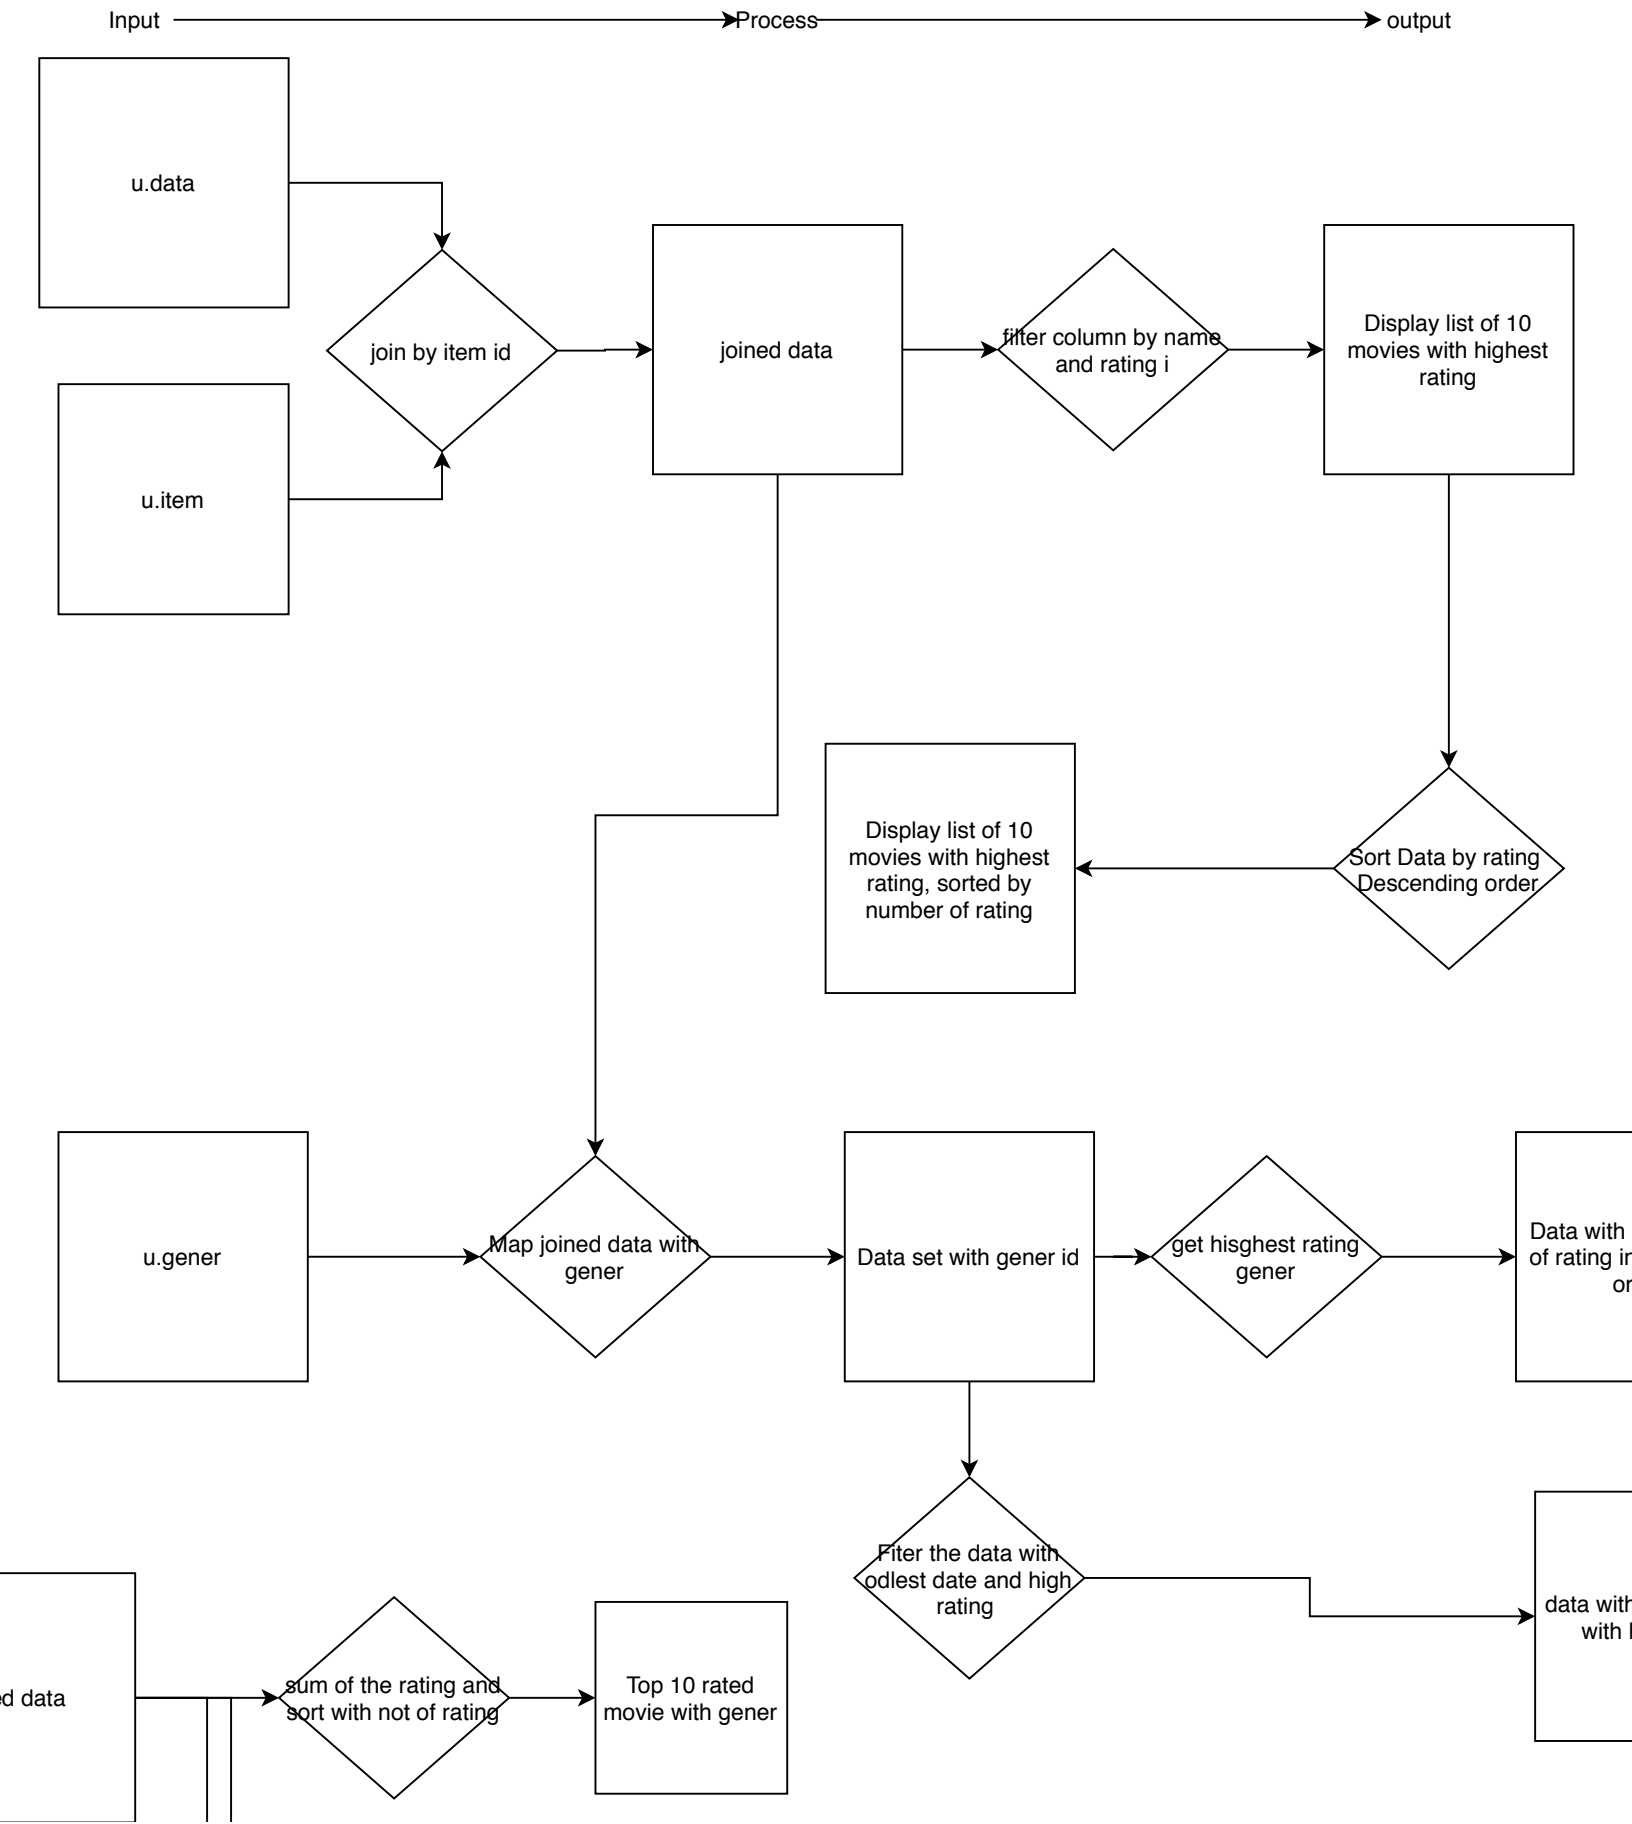 Input
Process
output
u.data
join by item id
joined data
filter column by name
and rating i
Display list of 10
movies with highest
rating
u.item
Display list of 10
movies with highest
rating, sorted by
number of rating
Sort Data by rating
Descending order
u.gener
Map joined data with
gener
Data set with gener id
get hisghest rating
gener
Data with
of rating
Fiter the data with
odlest date and high
rating
data
with
data
sum of the rating and
sort with not of rating
Top 10 rated
movie with gener